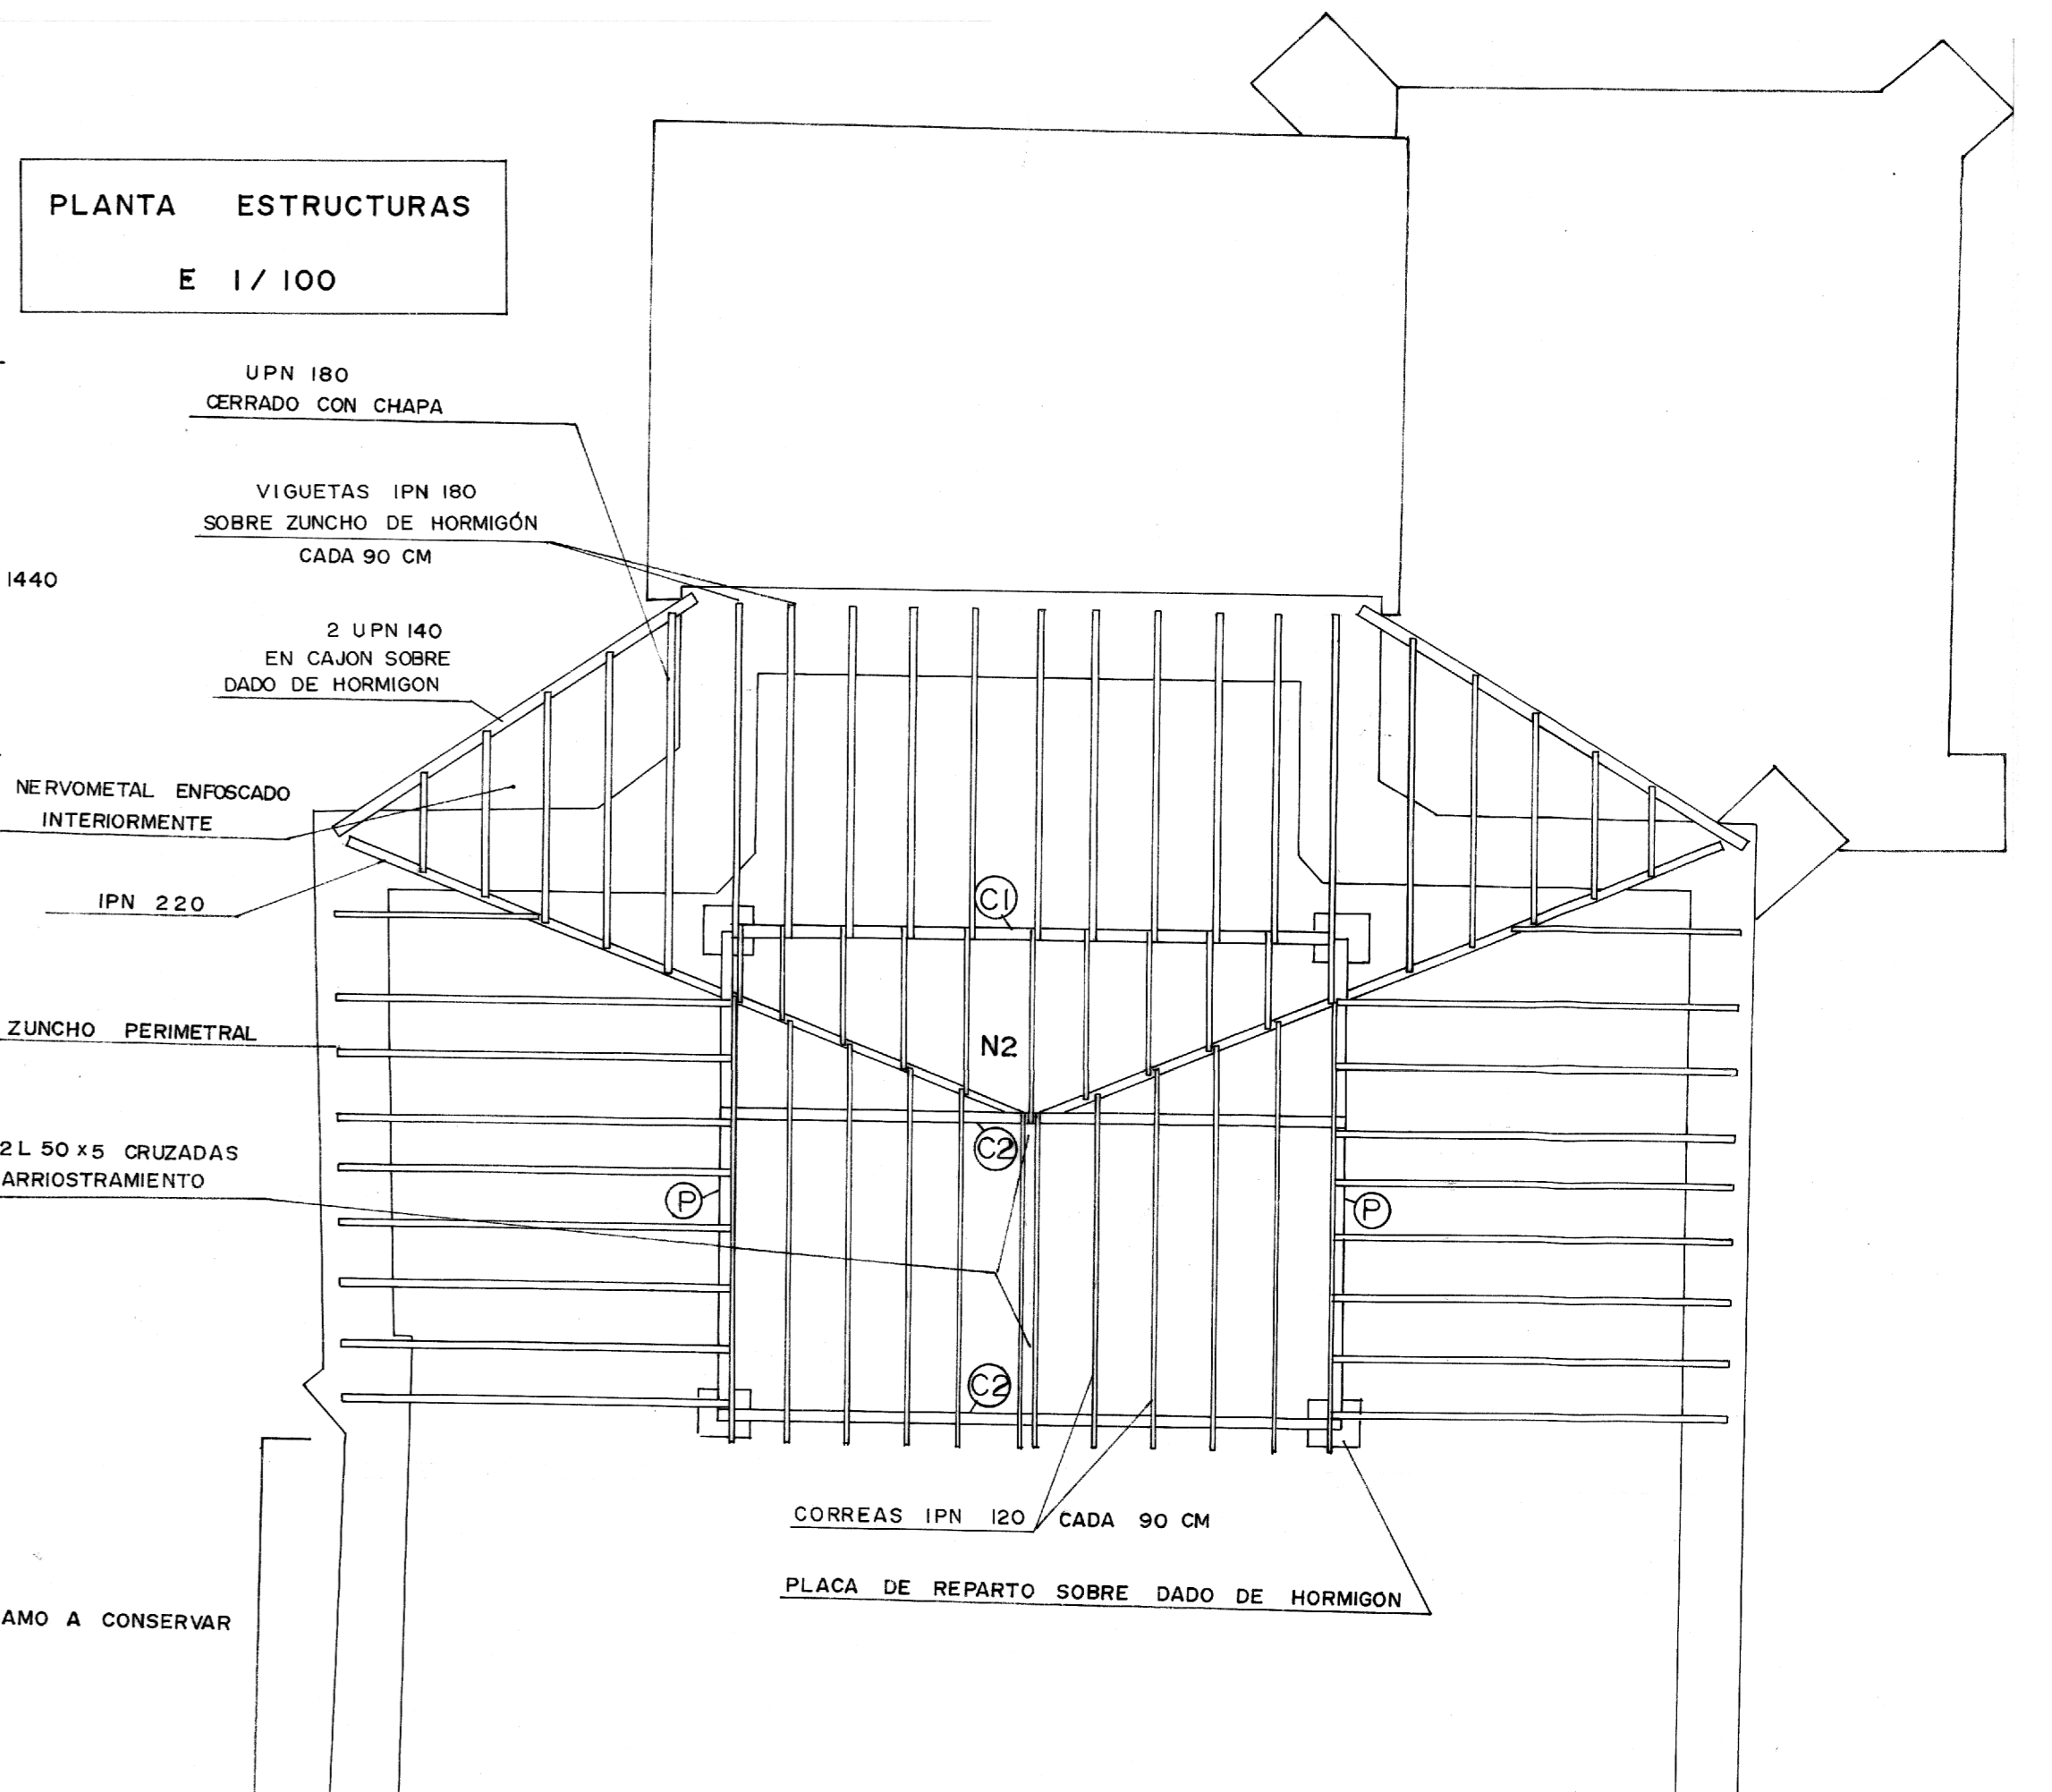 PLANTA ESTRUCTURAS
E 1/100
UPN 180
CERRADO CON CHAPA
VIGUETAS IPN 180
SOBRE ZUNCHO DE HORMIGÓN
CADA 90 CM
1440
2 UPN 140
EN CAJON SOBRE
DADO DE HORMIGON
NERVOMETAL ENFOSCADO
INTERIORMENTE
IPN 220
C1
ZUNCHO PERIMETRAL
N2
2L 50x5 CRUZADAS
ARRIOSTRAMIENTO
C2
P
P
C2
CORREAS IPN 120 CADA 90 CM
PLACA DE REPARTO SOBRE DADO DE HORMIGON
AMO A CONSERVAR